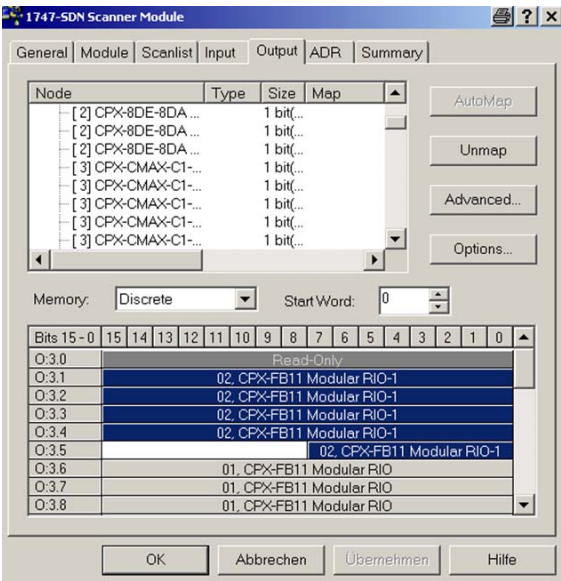 1747-SDN Scanner Module
General Module Scanlist Input Output ADR Summary
Node Type Size Map
[ 2] CPX-8DE-8DA ... 1 bit(...
[ 2] CPX-8DE-8DA ... 1 bit(...
[ 2] CPX-8DE-8DA ... 1 bit(...
[ 3] CPX-CMAX-C1-... 1 bit(...
[ 3] CPX-CMAX-C1-... 1 bit(...
[ 3] CPX-CMAX-C1-... 1 bit(...
[ 3] CPX-CMAX-C1-... 1 bit(...
[ 3] CPX-CMAX-C1-... 1 bit(...
AutoMap
Unmap
Advanced...
Options...
Memory: Discrete Start Word: 0
Bits 15 - 0 15 14 13 12 11 10 9 8 7 6 5 4 3 2 1 0
O:3.0 Read-Only
O:3.1 02, CPX-FB11 Modular RIO-1
O:3.2 02, CPX-FB11 Modular RIO-1
O:3.3 02, CPX-FB11 Modular RIO-1
O:3.4 02, CPX-FB11 Modular RIO-1
O:3.5 02, CPX-FB11 Modular RIO-1
O:3.6 01, CPX-FB11 Modular RIO
O:3.7 01, CPX-FB11 Modular RIO
O:3.8 01, CPX-FB11 Modular RIO
OK Abbrechen Übernehmen Hilfe